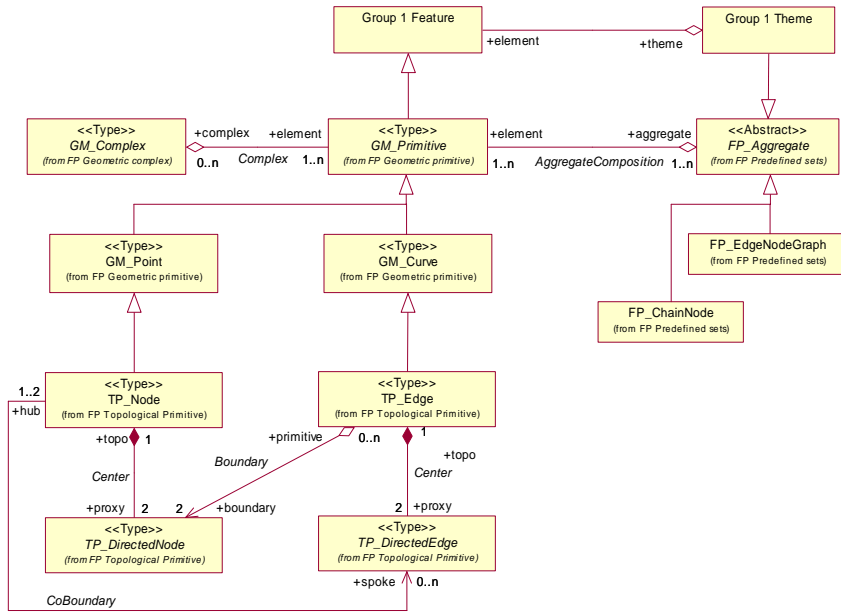 Group 1 Feature
+element
+theme
Group 1 Theme
<<Type>>
GM_Complex
(from FP Geometric complex)
+complex
0..n
Complex
+element
1..n
<<Type>>
GM_Primitive
(from FP Geometric primitive)
+element
1..n
AggregateComposition
+aggregate
1..n
<<Abstract>>
FP_Aggregate
(from FP Predefined sets)
<<Type>>
GM_Point
(from FP Geometric primitive)
<<Type>>
GM_Curve
(from FP Geometric primitive)
FP_EdgeNodeGraph
(from FP Predefined sets)
FP_ChainNode
(from FP Predefined sets)
1..2
+hub
<<Type>>
TP_Node
(from FP Topological Primitive)
<<Type>>
TP_Edge
(from FP Topological Primitive)
+topo
1
Center
+proxy
2
+primitive
0..n
Boundary
2
+boundary
1
+topo
Center
2
+proxy
<<Type>>
TP_DirectedNode
(from FP Topological Primitive)
<<Type>>
TP_DirectedEdge
(from FP Topological Primitive)
+spoke
0..n
CoBoundary